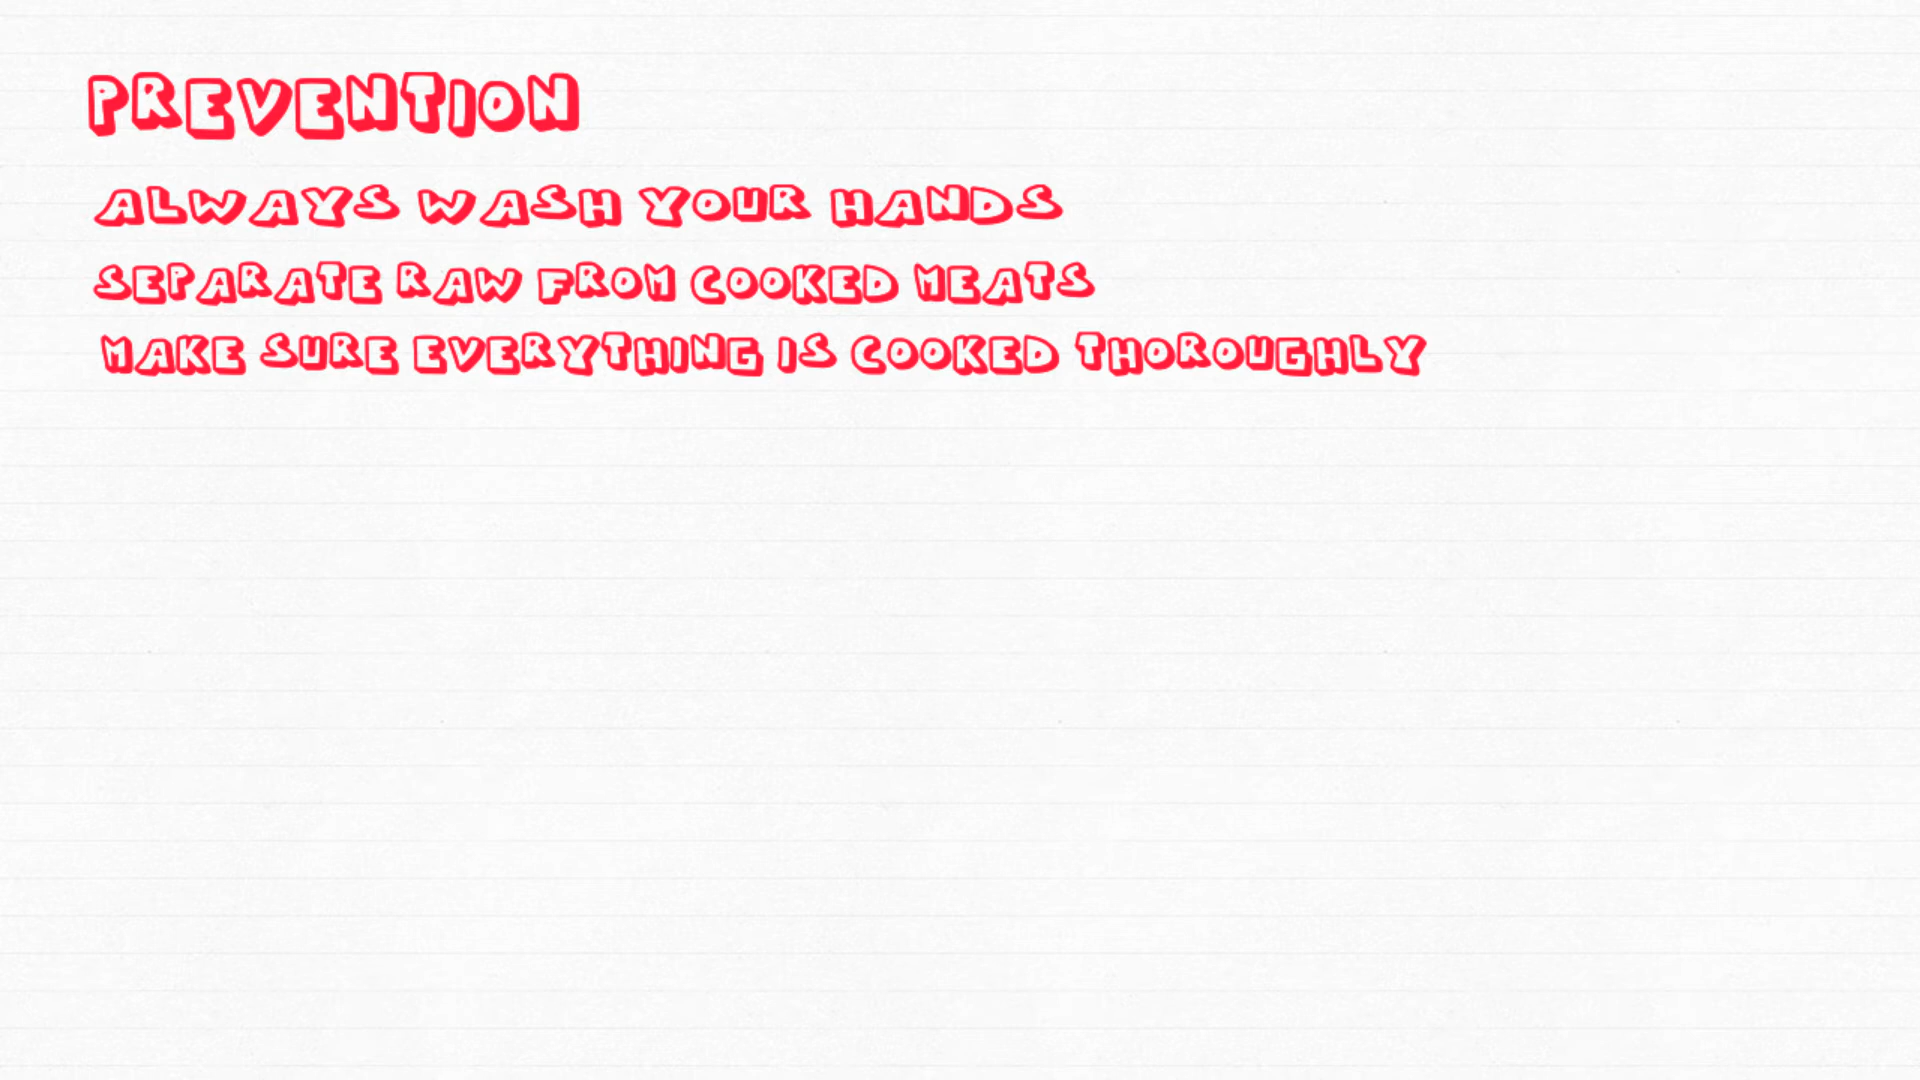 PREVENTION
ALWAYS WASH YOUR HANDS
SEPARATE RAW FROM COOKED MEATS
MAKE SURE EVERYTHING IS COOKED THOROUGHLY